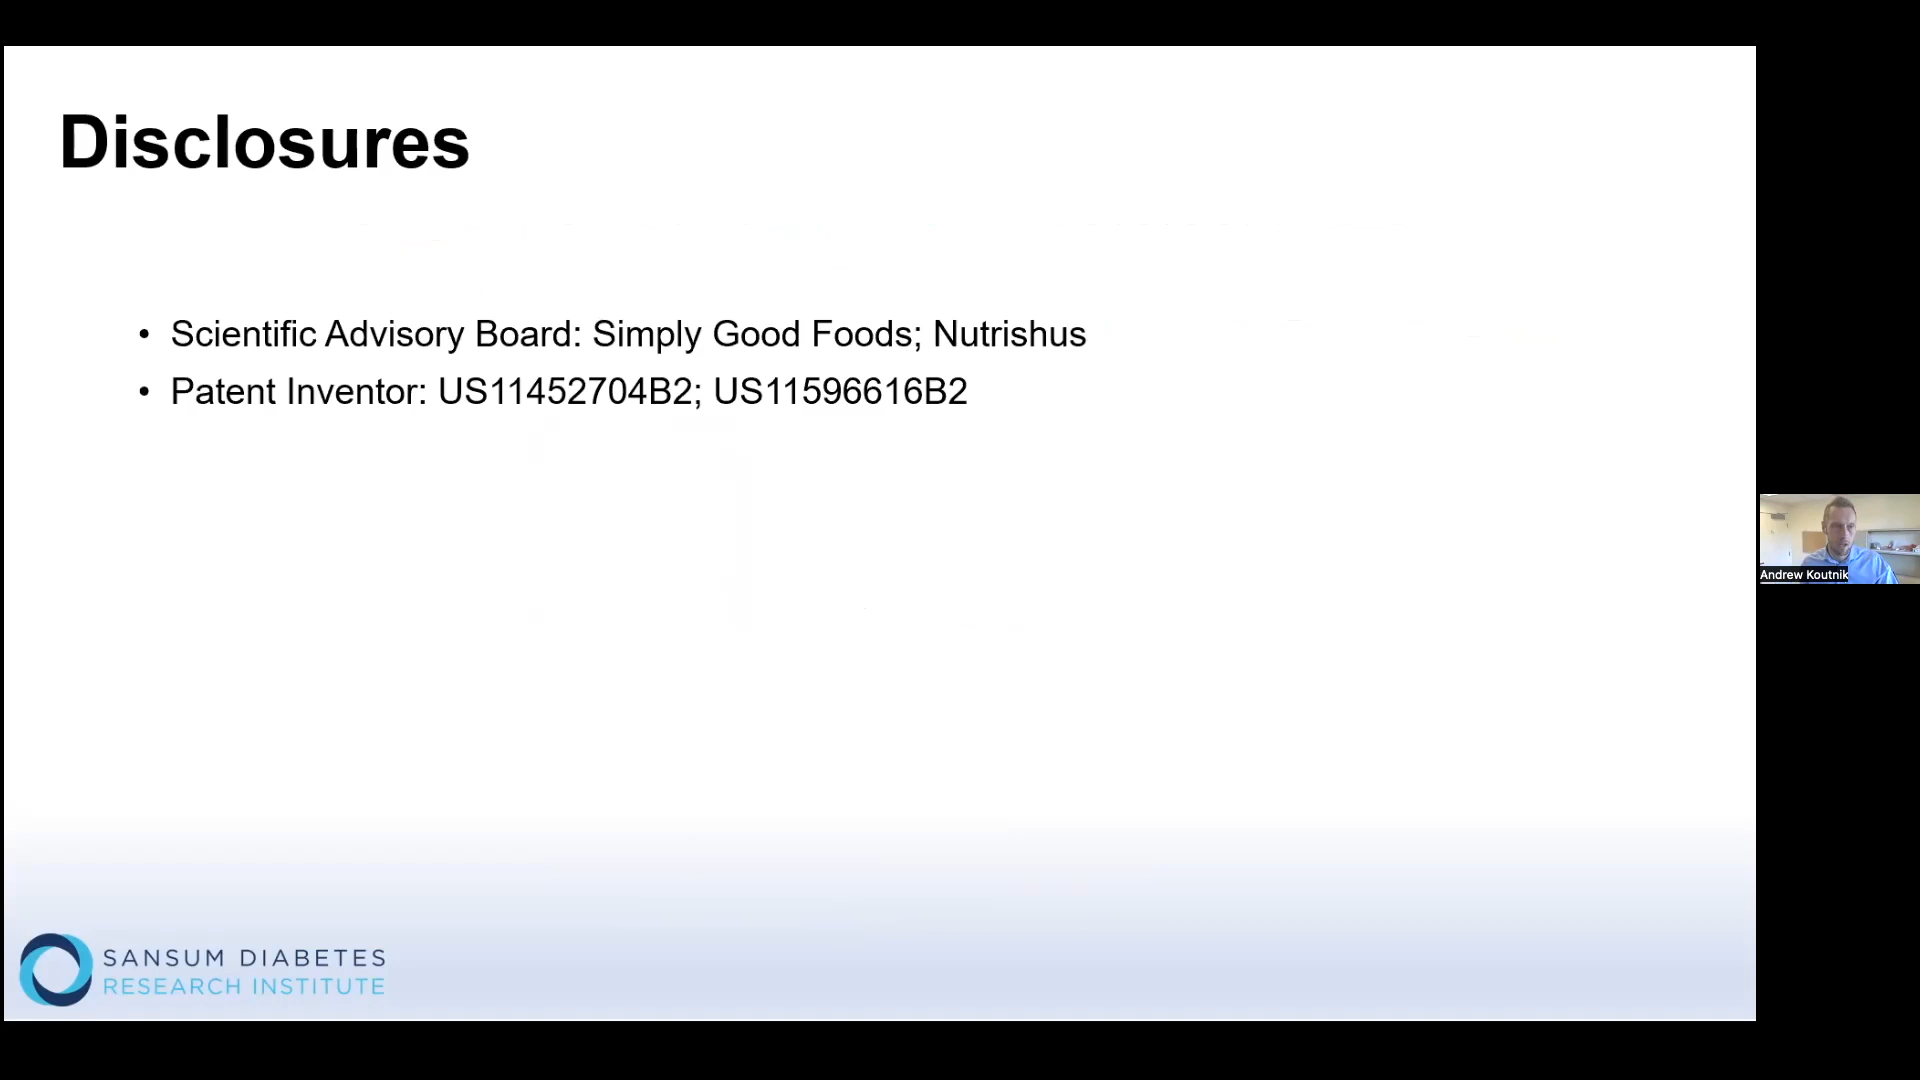 Disclosures
• Scientific Advisory Board: Simply Good Foods; Nutrishus
• Patent Inventor: US11452704B2; US11596616B2
Andrew Koutnik
SANSUM DIABETES
RESEARCH INSTITUTE